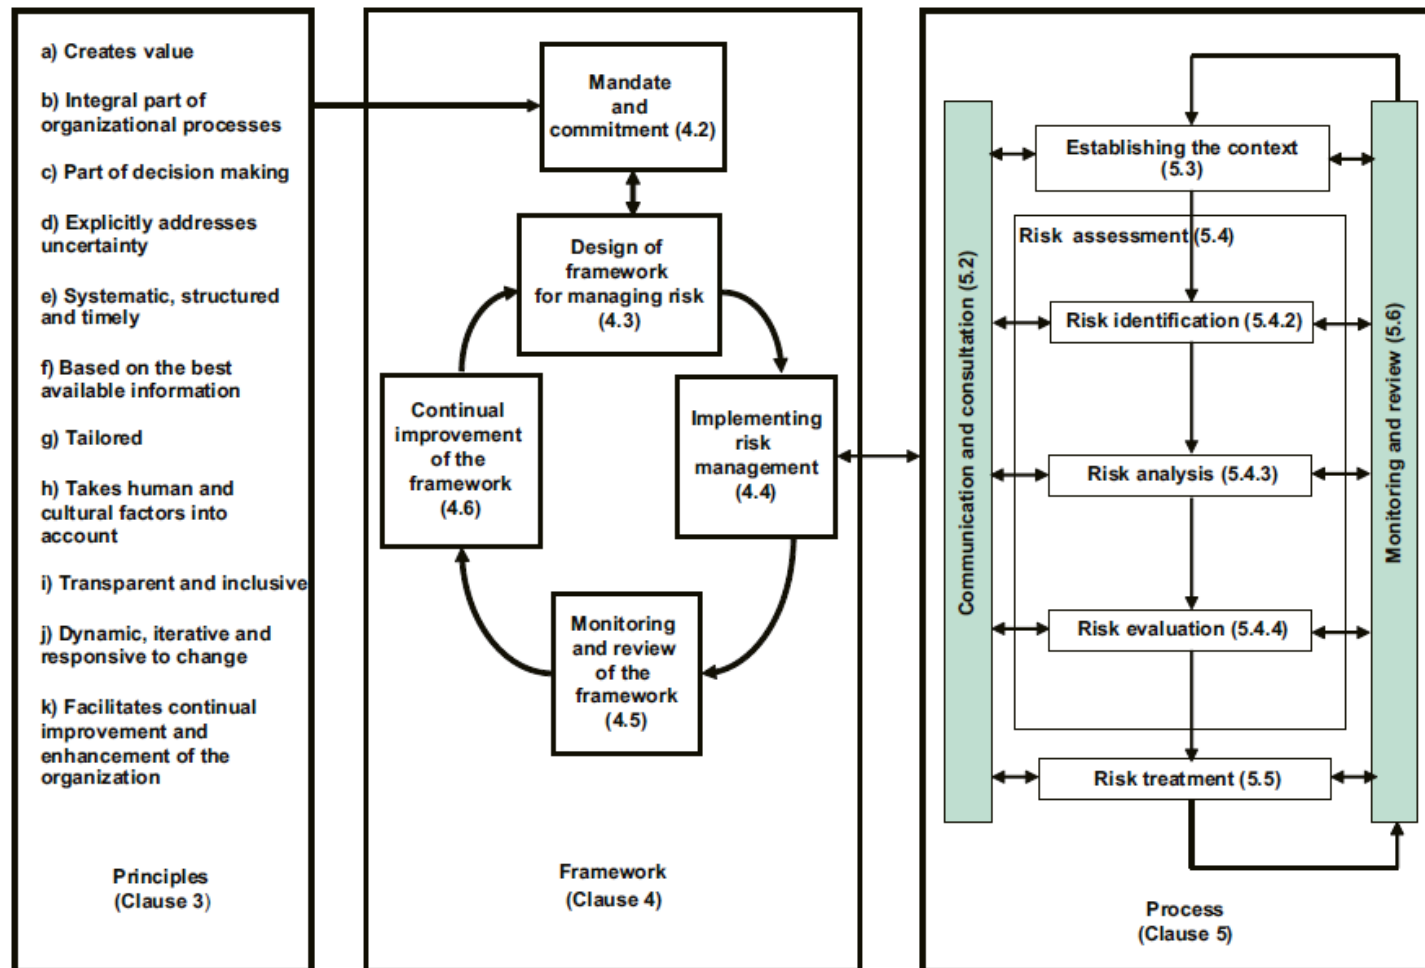 a) Creates value
b) Integral part of
organizational processes
c) Part of decision making
d) Explicitly addresses
uncertainty
e) Systematic, structured
and timely
f) Based on the best
available information
g) Tailored
h) Takes human and
cultural factors into
account
i) Transparent and inclusive
j) Dynamic, iterative and
responsive to change
k) Facilitates continual
improvement and
enhancement of the
organization
Principles
(Clause 3)
Mandate
and
commitment (4.2)
Design of
framework
for managing risk
(4.3)
Implementing
risk
management
(4.4)
Monitoring
and review
of the
framework
(4.5)
Continual
improvement
of the
framework
(4.6)
Framework
(Clause 4)
Communication and consultation (5.2)
Establishing the context
(5.3)
Risk assessment (5.4)
Risk identification (5.4.2)
Risk analysis (5.4.3)
Risk evaluation (5.4.4)
Risk treatment (5.5)
Monitoring and review (5.6)
Process
(Clause 5)